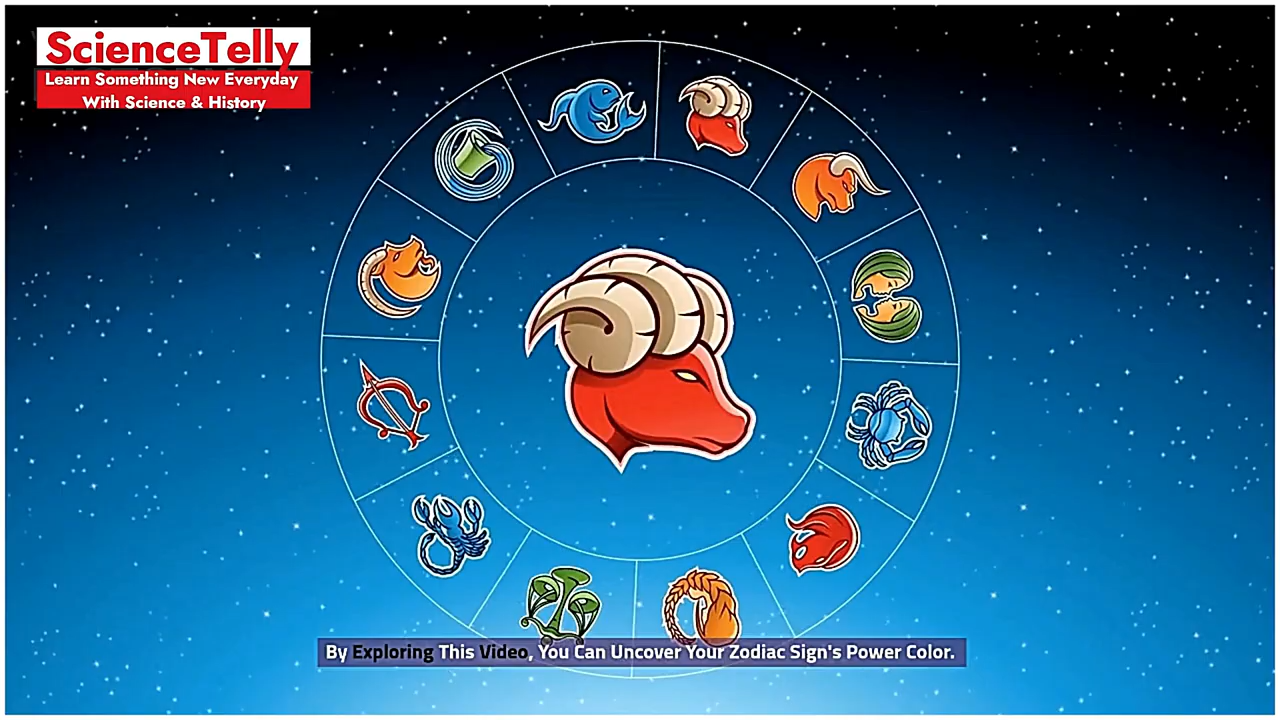 ScienceTelly
Learn Something New Everyday
With Science & History
By Exploring This Video, You Can Uncover Your Zodiac Sign's Power Color.